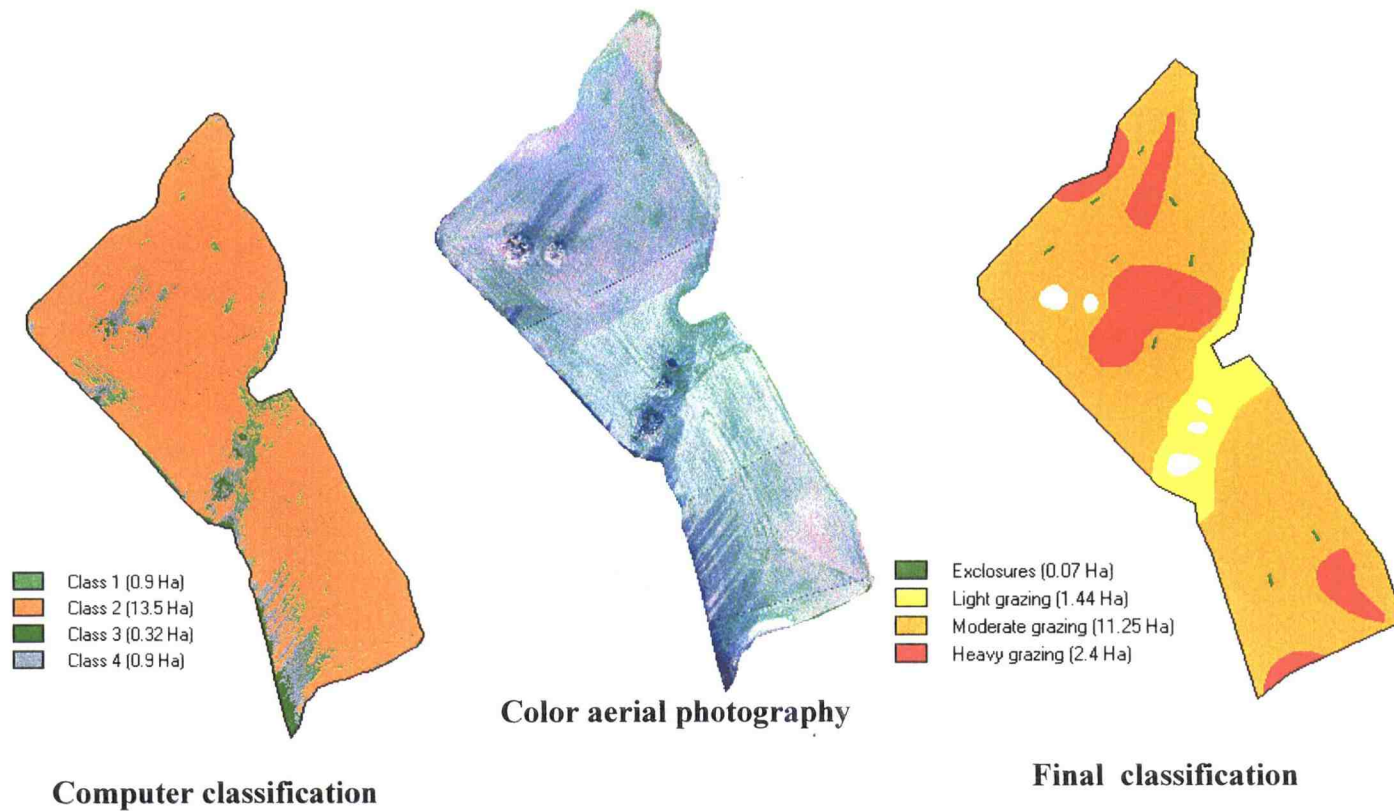 Class 1 (0.9 Ha)
Class 2 (13.5 Ha)
Class 3 (0.32 Ha)
Class 4 (0.9 Ha)
Computer classification
Color aerial photography
Exclosures (0.07 Ha)
Light grazing (1.44 Ha)
Moderate grazing (11.25 Ha)
Heavy grazing (2.4 Ha)
Final classification